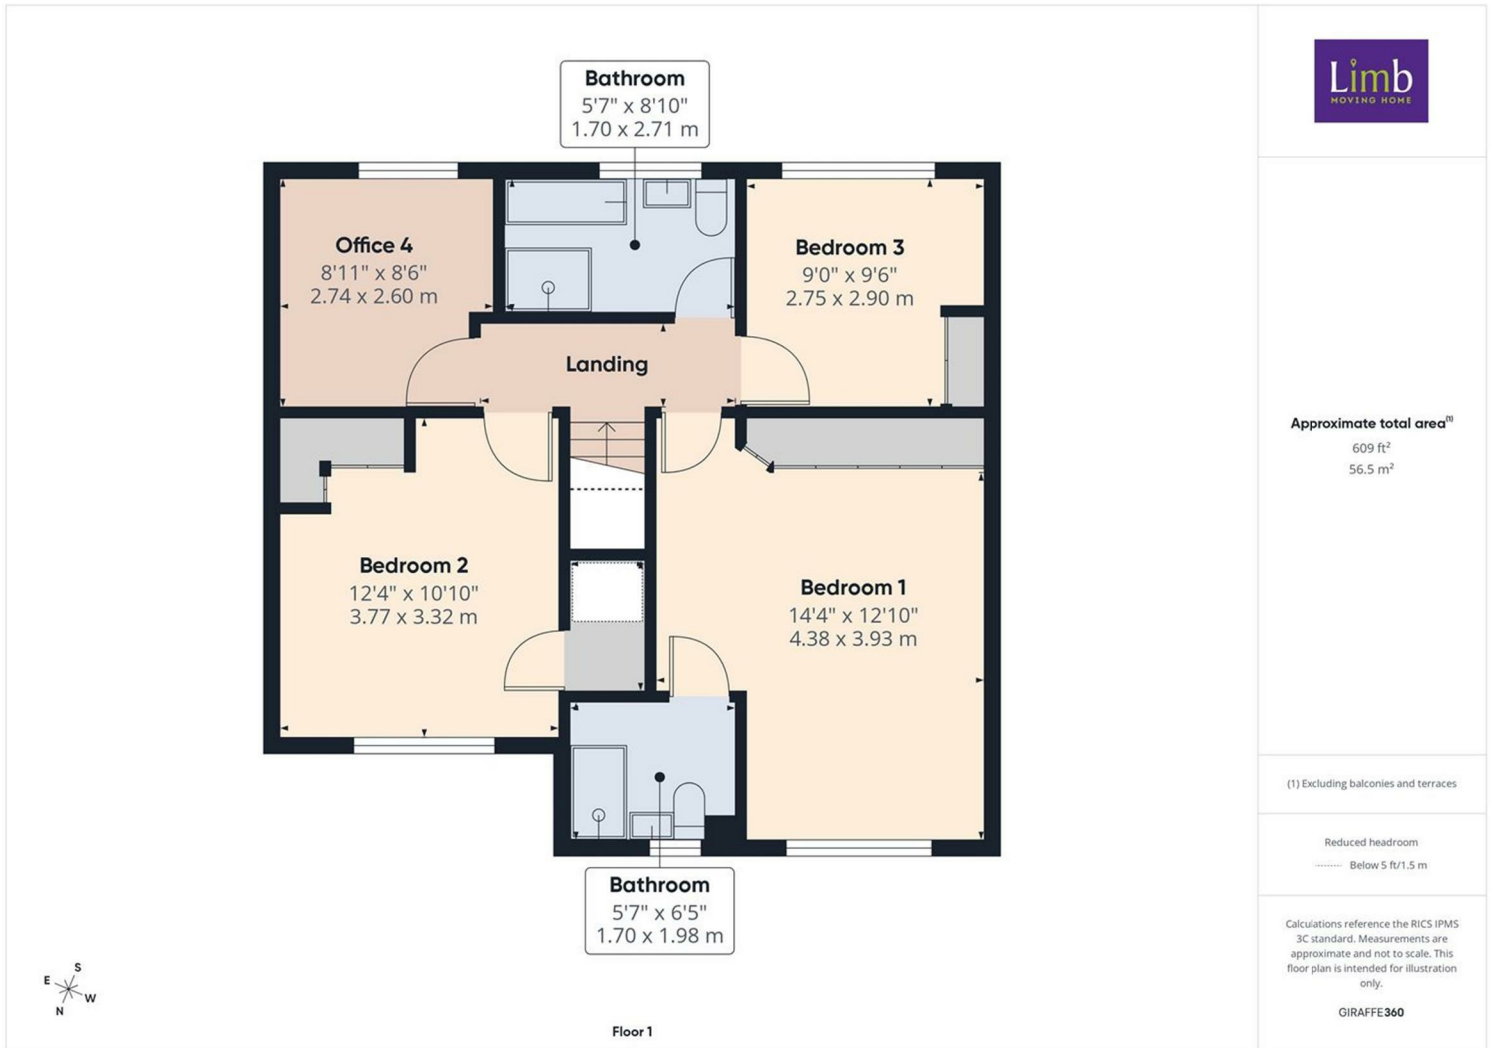 Bathroom
5'7" x 8'10"
1.70 x 2.71 m
Office 4
8'11" x 8'6"
2.74 x 2.60 m
Bedroom 3
9'0" x 9'6"
2.75 x 2.90 m
Landing
Bedroom 2
12'4" x 10'10"
3.77 x 3.32 m
Bedroom 1
14'4" x 12'10"
4.38 x 3.93 m
Bathroom
5'7" x 6'5"
1.70 x 1.98 m
S
E
W
N
Floor 1
Limb
MOVING HOME
Approximate total area(1)
609 ft²
56.5 m²
(1) Excluding balconies and terraces
Reduced headroom
Below 5 ft/1.5 m
Calculations reference the RICS IPMS
3C standard. Measurements are
approximate and not to scale. This
floor plan is intended for illustration
only.
GIRAFFE360